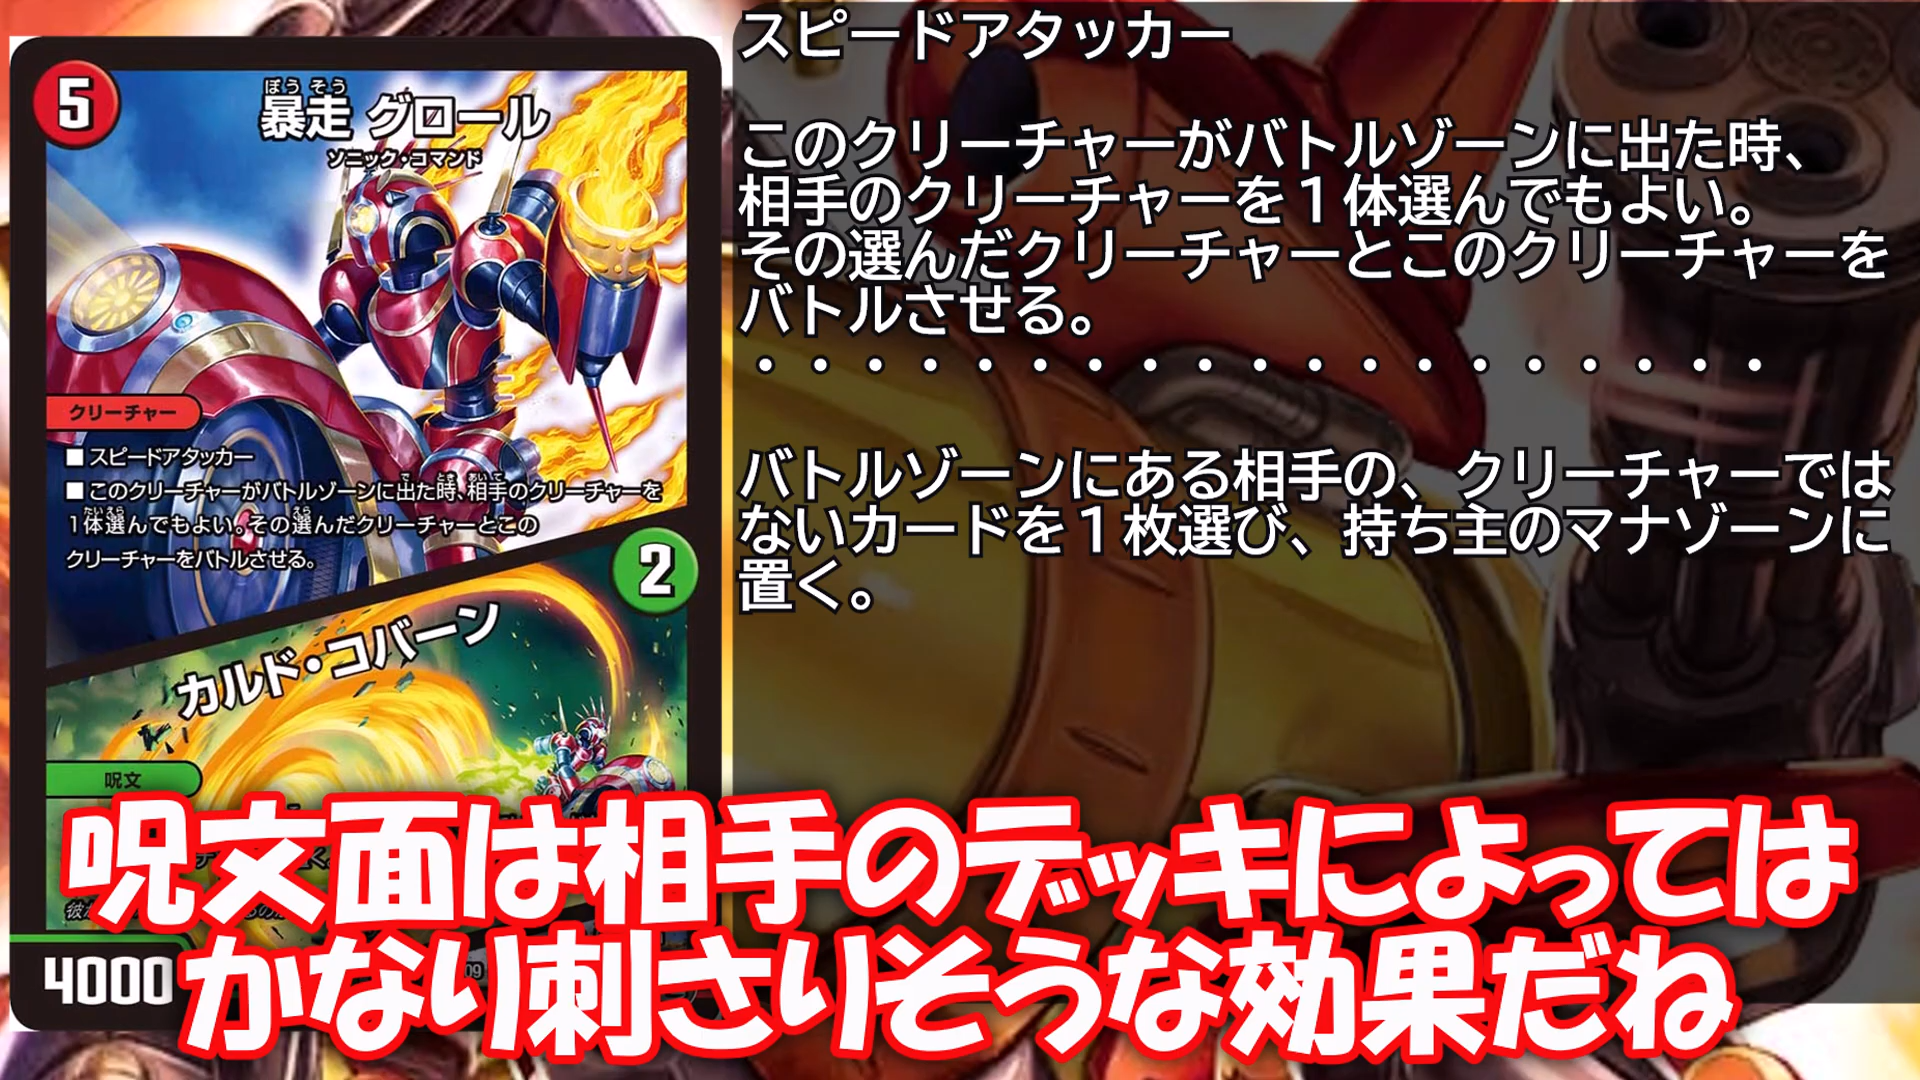 5
ぼう そう
暴走 グロール
ソニック・コマンド
クリーチャー
■ スピードアタッカー
■ このクリーチャーがバトルゾーンに出た時、相手のクリーチャーを
1体選んでもよい。その選んだクリーチャーとこの
クリーチャーをバトルさせる。
2
カルド・コバーン
呪文
4000
スピードアタッカー
このクリーチャーがバトルゾーンに出た時、
相手のクリーチャーを１体選んでもよい。
その選んだクリーチャーとこのクリーチャーを
バトルさせる。
・・・・・・・・・・・・・・・・・・・
バトルゾーンにある相手の、クリーチャーでは
ないカードを１枚選び、持ち主のマナゾーンに
置く。
呪文面は相手のデッキによっては
かなり刺さりそうな効果だね